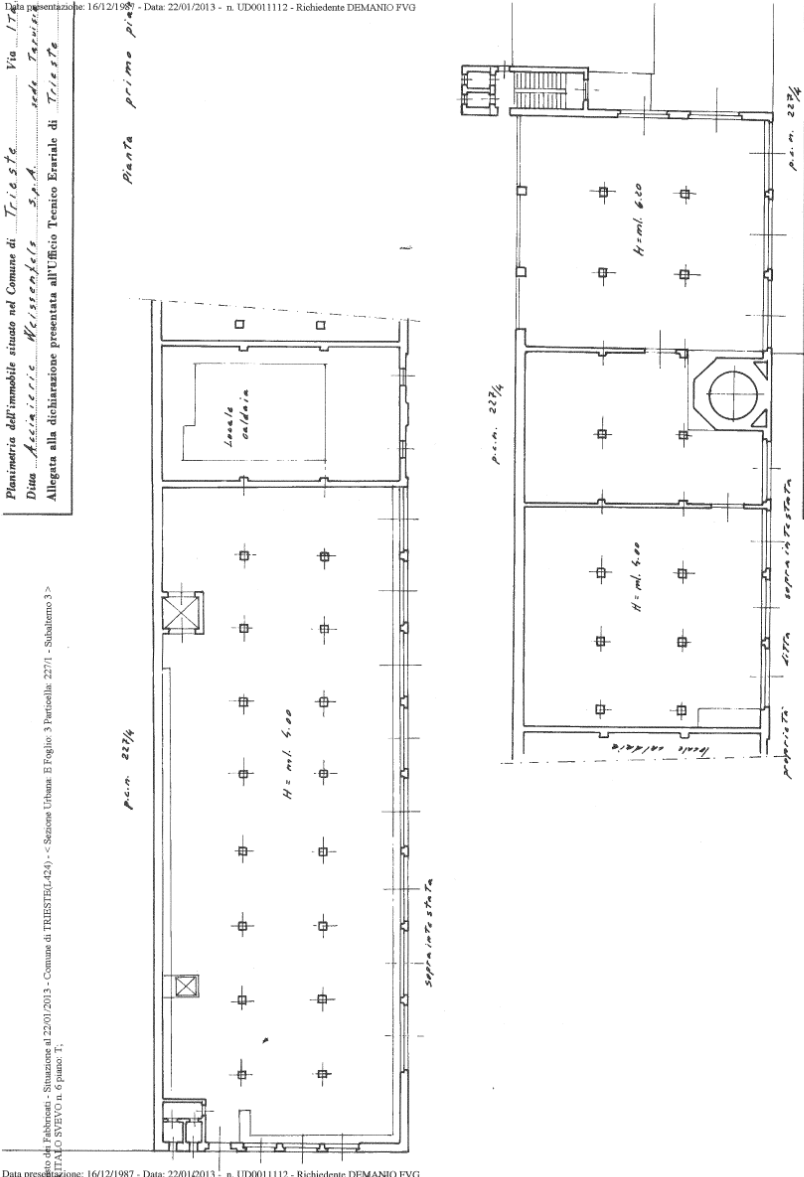 Data presentazione: 16/12/1987 - Data: 22/01/2013 - n. UD0011112 - Richiedente DEMANIO FVG
Planimetria dell'immobile situato nel Comune di Trieste Via
Ditta Acciaierie Weissenfels S.p.A. sede Tarvisio
Allegata alla dichiarazione presentata all'Ufficio Tecnico Erariale di Trieste
Pianta primo pia
p.c.n. 227/4
H = ml. 6.20
p.c.n. 227/4
H = ml. 4.00
locale caldaia
proprietà ditta soprintestata
Locale caldaia
p.c.n. 227/4
H = ml. 4.00
soprintestata
to dei Fabbricati - Situazione al 22/01/2013 - Comune di TRIESTE(L424) - < Sezione Urbana: E Foglio: 3 Particella: 227/1 - Subalterno 3 >
ITALO SVEVO n. 6 piano: T;
Data presentazione: 16/12/1987 - Data: 22/01/2013 - n. UD0011112 - Richiedente DEMANIO FVG